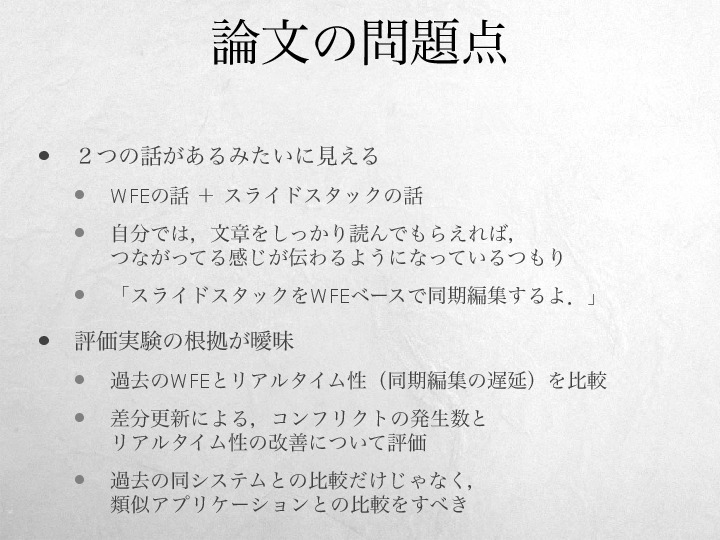 論文の問題点
２つの話があるみたいに見える
WFEの話 ＋ スライドスタックの話
自分では，文章をしっかり読んでもらえれば，
つながってる感じが伝わるようになっているつもり
「スライドスタックをWFEベースで同期編集するよ．」
評価実験の根拠が曖昧
過去のWFEとリアルタイム性（同期編集の遅延）を比較
差分更新による，コンフリクトの発生数と
リアルタイム性の改善について評価
過去の同システムとの比較だけじゃなく，
類似アプリケーションとの比較をすべき